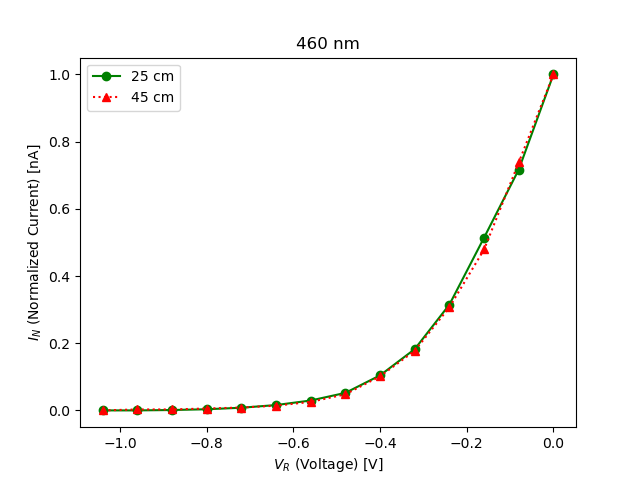 460 nm
25 cm
45 cm
1.0
0.8
0.6
0.4
0.2
0.0
I_N (Normalized Current) [nA]
−1.0 −0.8 −0.6 −0.4 −0.2 0.0
V_R (Voltage) [V]